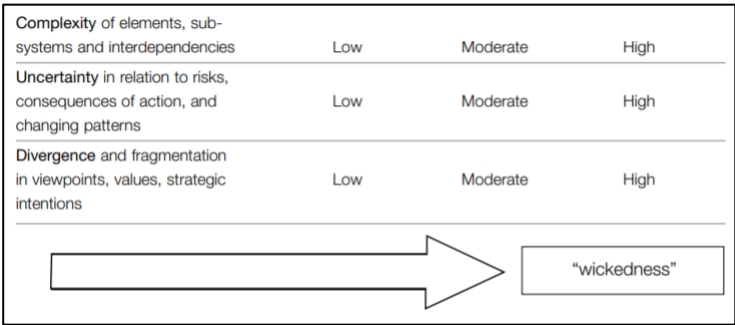 Complexity of elements, sub-
systems and interdependencies Low Moderate High
Uncertainty in relation to risks,
consequences of action, and Low Moderate High
changing patterns
Divergence and fragmentation
in viewpoints, values, strategic Low Moderate High
intentions
“wickedness”